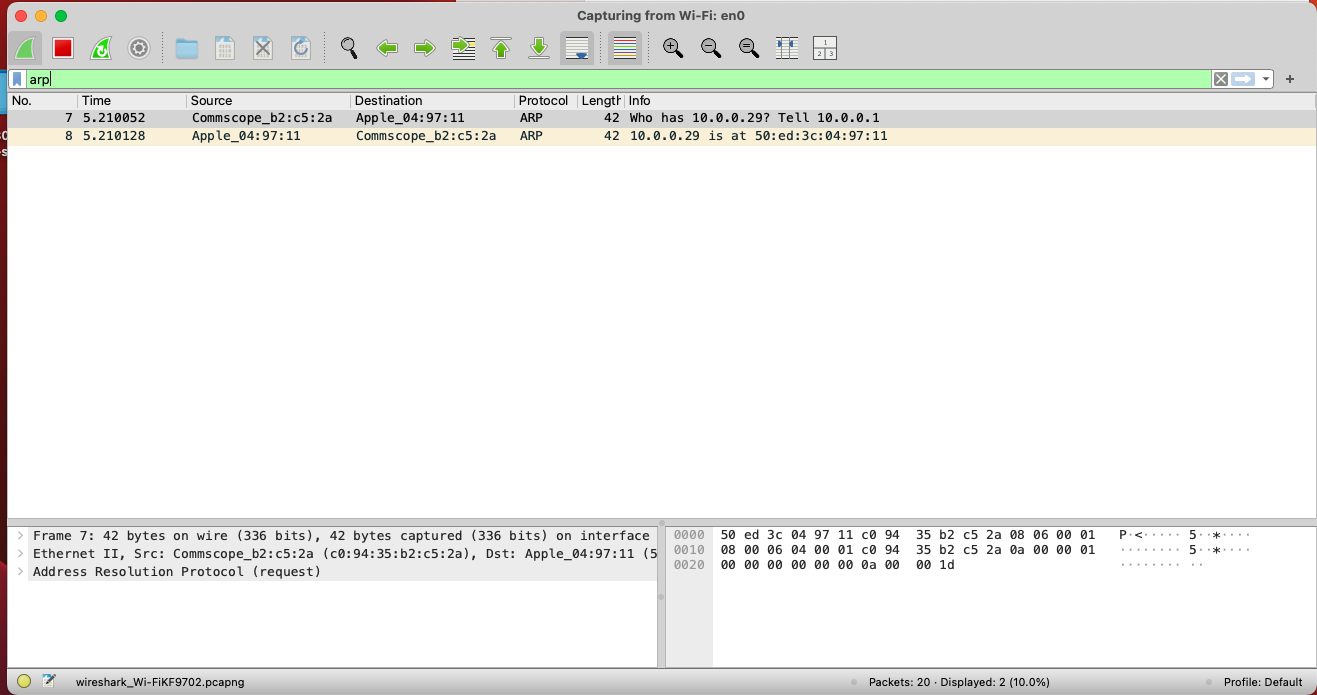 Capturing from Wi-Fi: en0
arp
No. Time Source Destination Protocol Length Info
7 5.210052 Commscope_b2:c5:2a Apple_04:97:11 ARP 42 Who has 10.0.0.29? Tell 10.0.0.1
8 5.210128 Apple_04:97:11 Commscope_b2:c5:2a ARP 42 10.0.0.29 is at 50:ed:3c:04:97:11
Frame 7: 42 bytes on wire (336 bits), 42 bytes captured (336 bits) on interface
Ethernet II, Src: Commscope_b2:c5:2a (c0:94:35:b2:c5:2a), Dst: Apple_04:97:11 (5
Address Resolution Protocol (request)
0000 50 ed 3c 04 97 11 c0 94 35 b2 c5 2a 08 06 00 01 P·<·····5··*····
0010 08 00 06 04 00 01 c0 94 35 b2 c5 2a 0a 00 00 01 ········5··*····
0020 00 00 00 00 00 00 0a 00 00 1d ··········
wireshark_Wi-FiKF9702.pcapng
Packets: 20 · Displayed: 2 (10.0%)
Profile: Default